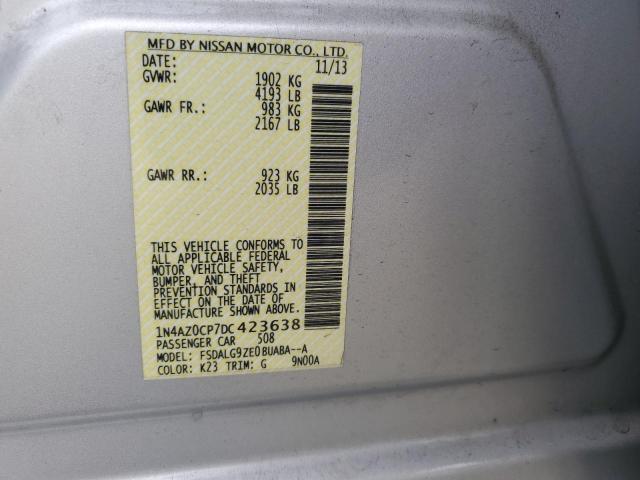 MFD BY NISSAN MOTOR CO., LTD.
DATE: 11/13
GVWR: 1902 KG
4193 LB
GAWR FR.: 983 KG
2167 LB
GAWR RR.: 923 KG
2035 LB
THIS VEHICLE CONFORMS TO
ALL APPLICABLE FEDERAL
MOTOR VEHICLE SAFETY,
BUMPER, AND THEFT
PREVENTION STANDARDS IN
EFFECT ON THE DATE OF
MANUFACTURE SHOWN ABOVE.
1N4AZ0CP7DC423638
PASSENGER CAR 508
MODEL: FSDALG9ZE0BUABA--A
COLOR: K23 TRIM: G 9N00A